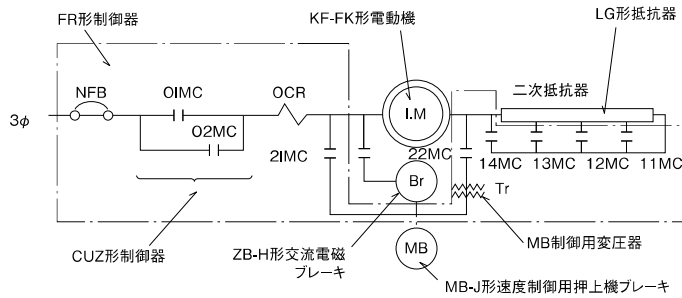 KF-FK形電動機
LG形抵抗器
FR形制御器
二次抵抗器
NFB
01MC
OCR
I.M
3φ
02MC
21MC
22MC
14MC
13MC
12MC
11MC
Br
Tr
CUZ形制御器
ZB-H形交流電磁
ブレーキ
MB
MB制御用変圧器
MB-J形速度制御用押上機ブレーキ